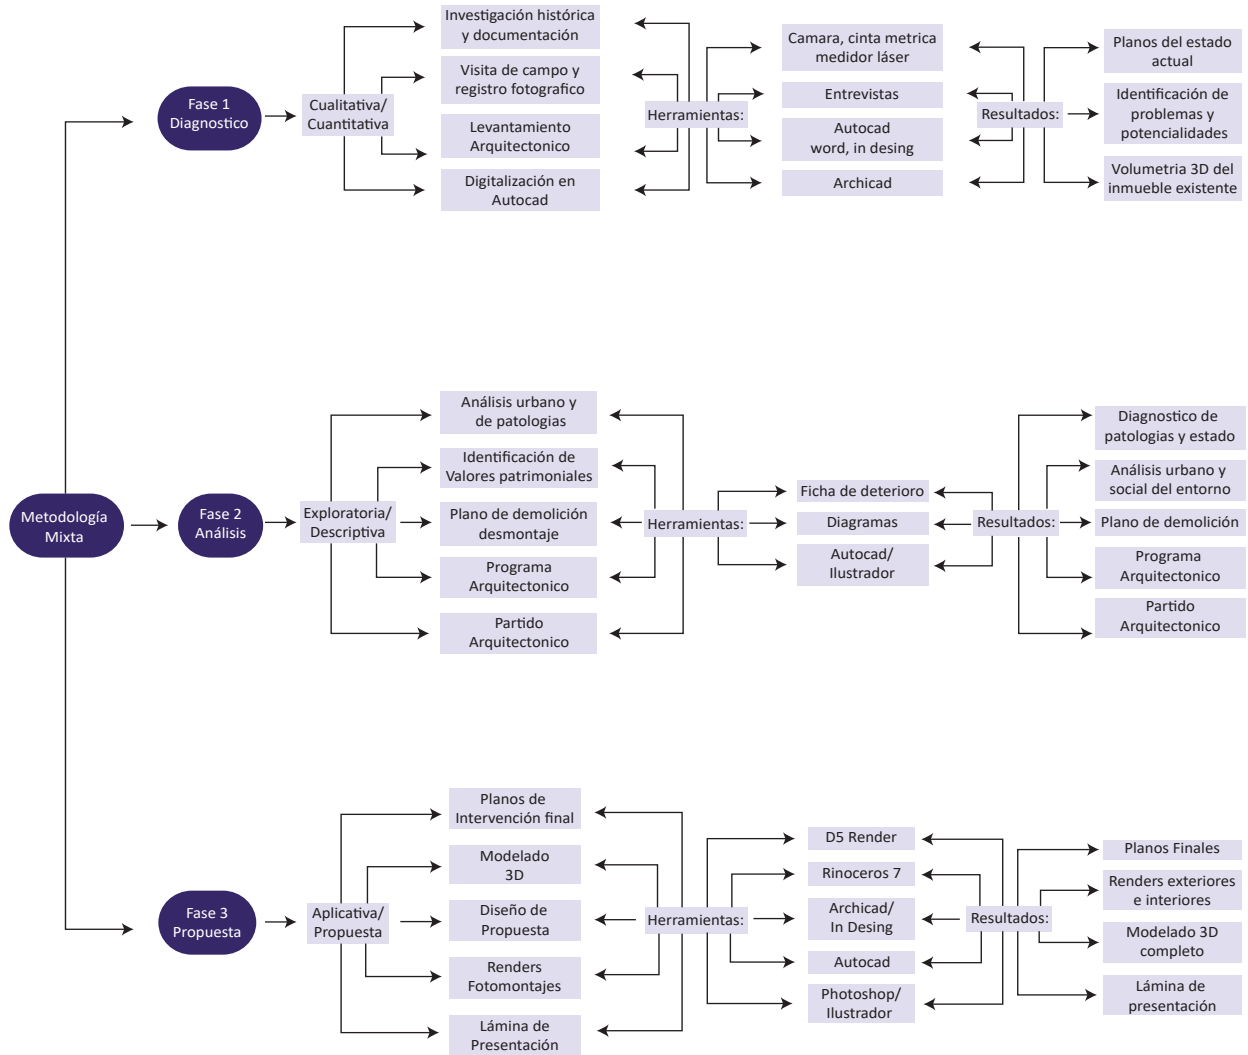 Metodología
Mixta
Fase 1
Diagnostico
Cualitativa/
Cuantitativa
Investigación histórica
y documentación
Visita de campo y
registro fotografico
Levantamiento
Arquitectonico
Digitalización en
Autocad
Herramientas:
Camara, cinta metrica
medidor láser
Entrevistas
Autocad
word, in desing
Archicad
Resultados:
Planos del estado
actual
Identificación de
problemas y
potencialidades
Volumetria 3D del
inmueble existente
Fase 2
Análisis
Exploratoria/
Descriptiva
Análisis urbano y
de patologias
Identificación de
Valores patrimoniales
Plano de demolición
desmontaje
Programa
Arquitectonico
Partido
Arquitectonico
Herramientas:
Ficha de deterioro
Diagramas
Autocad/
Ilustrador
Resultados:
Diagnostico de
patologias y estado
Análisis urbano y
social del entorno
Plano de demolición
Programa
Arquitectonico
Partido
Arquitectonico
Fase 3
Propuesta
Aplicativa/
Propuesta
Planos de
Intervención final
Modelado
3D
Diseño de
Propuesta
Renders
Fotomontajes
Lámina de
Presentación
Herramientas:
D5 Render
Rinoceros 7
Archicad/
In Desing
Autocad
Photoshop/
Ilustrador
Resultados:
Planos Finales
Renders exteriores
e interiores
Modelado 3D
completo
Lámina de
presentación